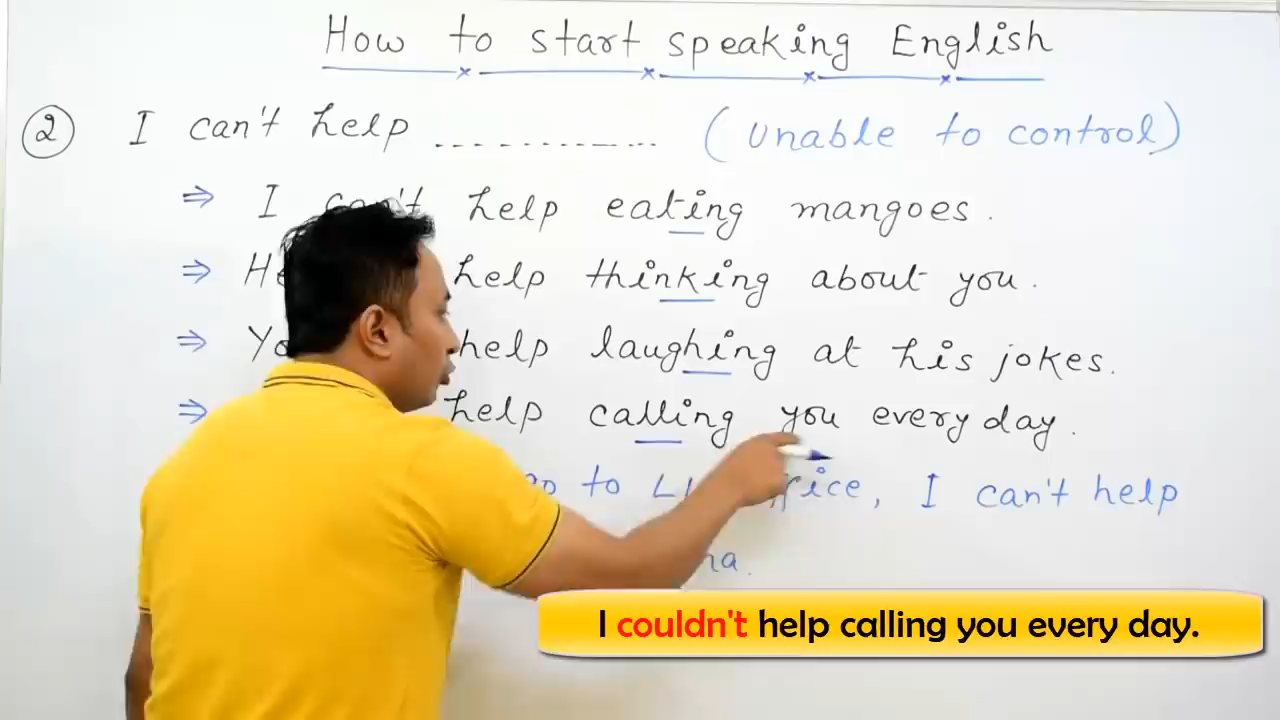 How to start speaking English
② I can't help ............. (Unable to control)
⇒ I can't help eating mangoes.
⇒ help thinking about you.
⇒ help laughing at his jokes.
⇒ help calling you every day.
to office, I can't help
I couldn't help calling you every day.